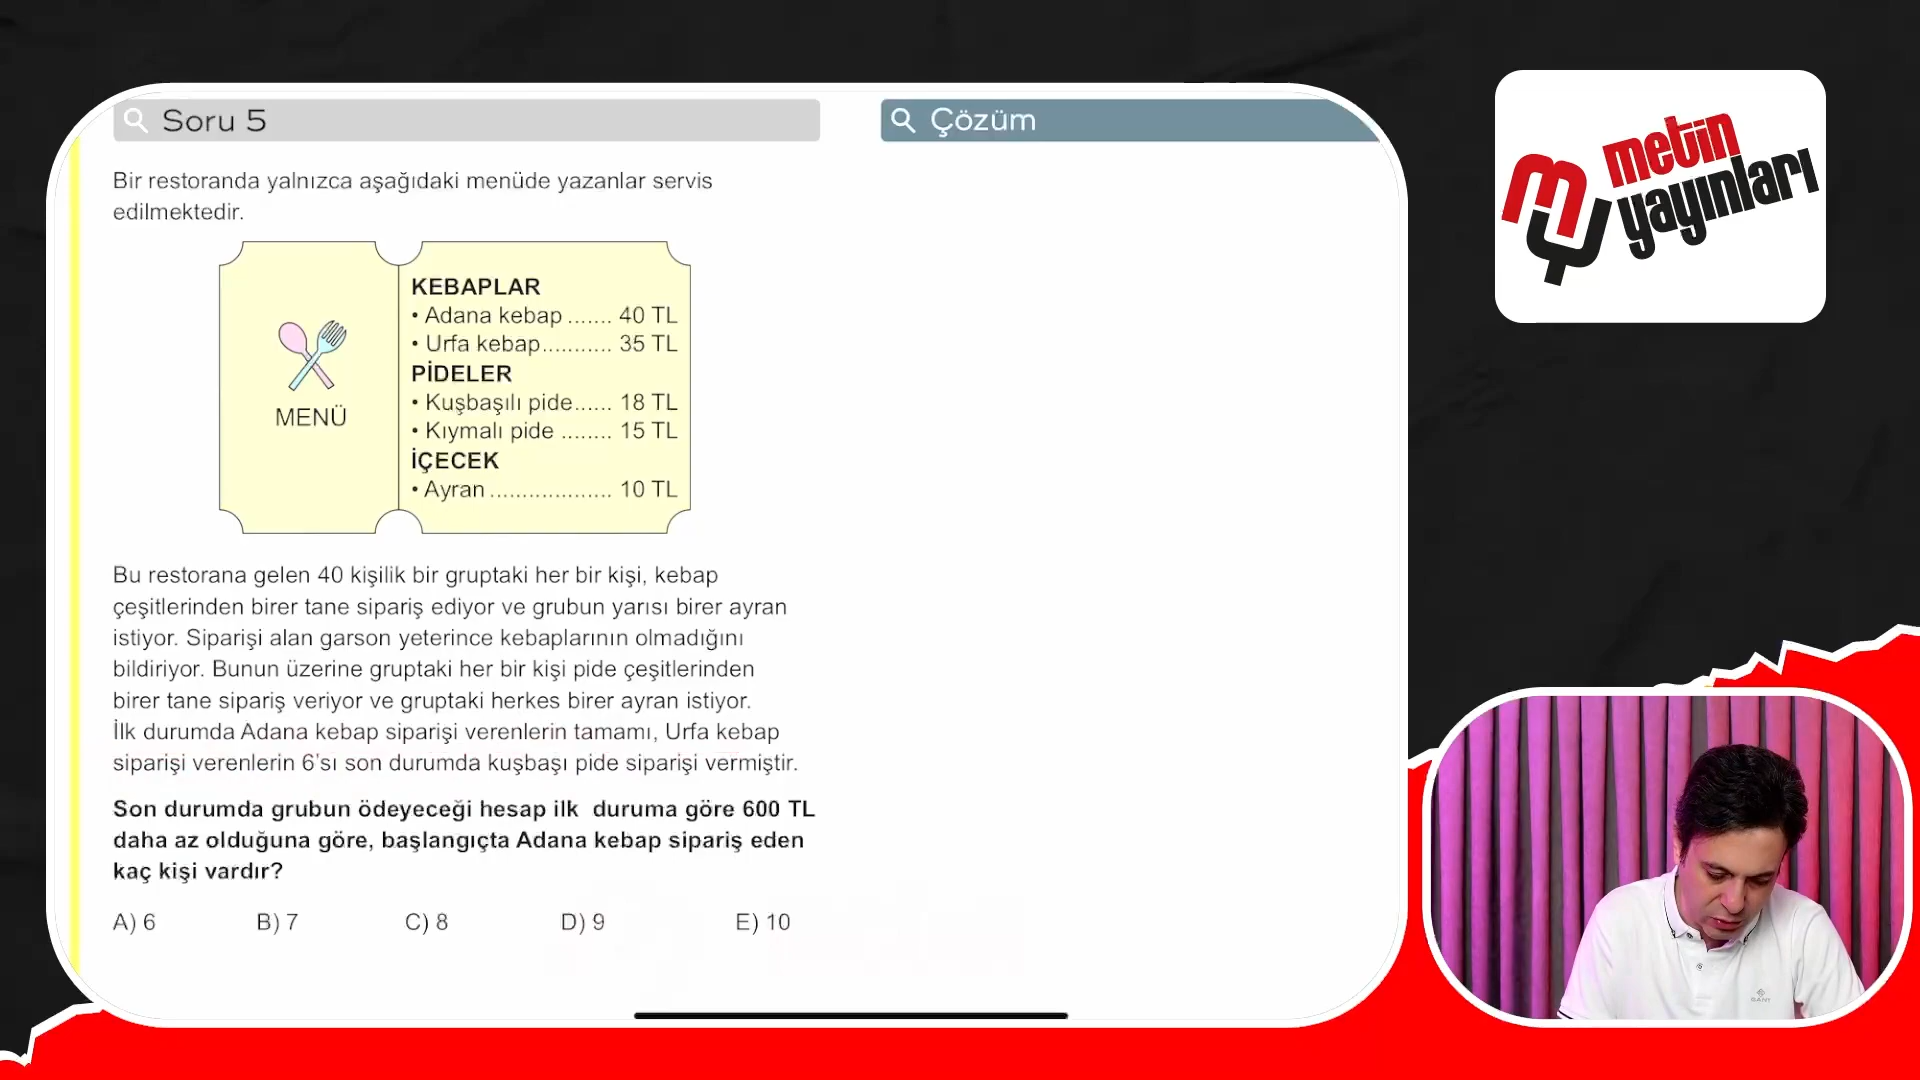 Soru 5
Çözüm
Bir restoranda yalnızca aşağıdaki menüde yazanlar servis
edilmektedir.
MENÜ
KEBAPLAR
• Adana kebap ....... 40 TL
• Urfa kebap........... 35 TL
PİDELER
• Kuşbaşılı pide...... 18 TL
• Kıymalı pide ........ 15 TL
İÇECEK
• Ayran ................... 10 TL
Bu restorana gelen 40 kişilik bir gruptaki her bir kişi, kebap
çeşitlerinden birer tane sipariş ediyor ve grubun yarısı birer ayran
istiyor. Siparişi alan garson yeterince kebaplarının olmadığını
bildiriyor. Bunun üzerine gruptaki her bir kişi pide çeşitlerinden
birer tane sipariş veriyor ve gruptaki herkes birer ayran istiyor.
İlk durumda Adana kebap siparişi verenlerin tamamı, Urfa kebap
siparişi verenlerin 6'sı son durumda kuşbaşı pide siparişi vermiştir.
Son durumda grubun ödeyeceği hesap ilk duruma göre 600 TL
daha az olduğuna göre, başlangıçta Adana kebap sipariş eden
kaç kişi vardır?
A) 6 B) 7 C) 8 D) 9 E) 10
metin
yayınları
GANT